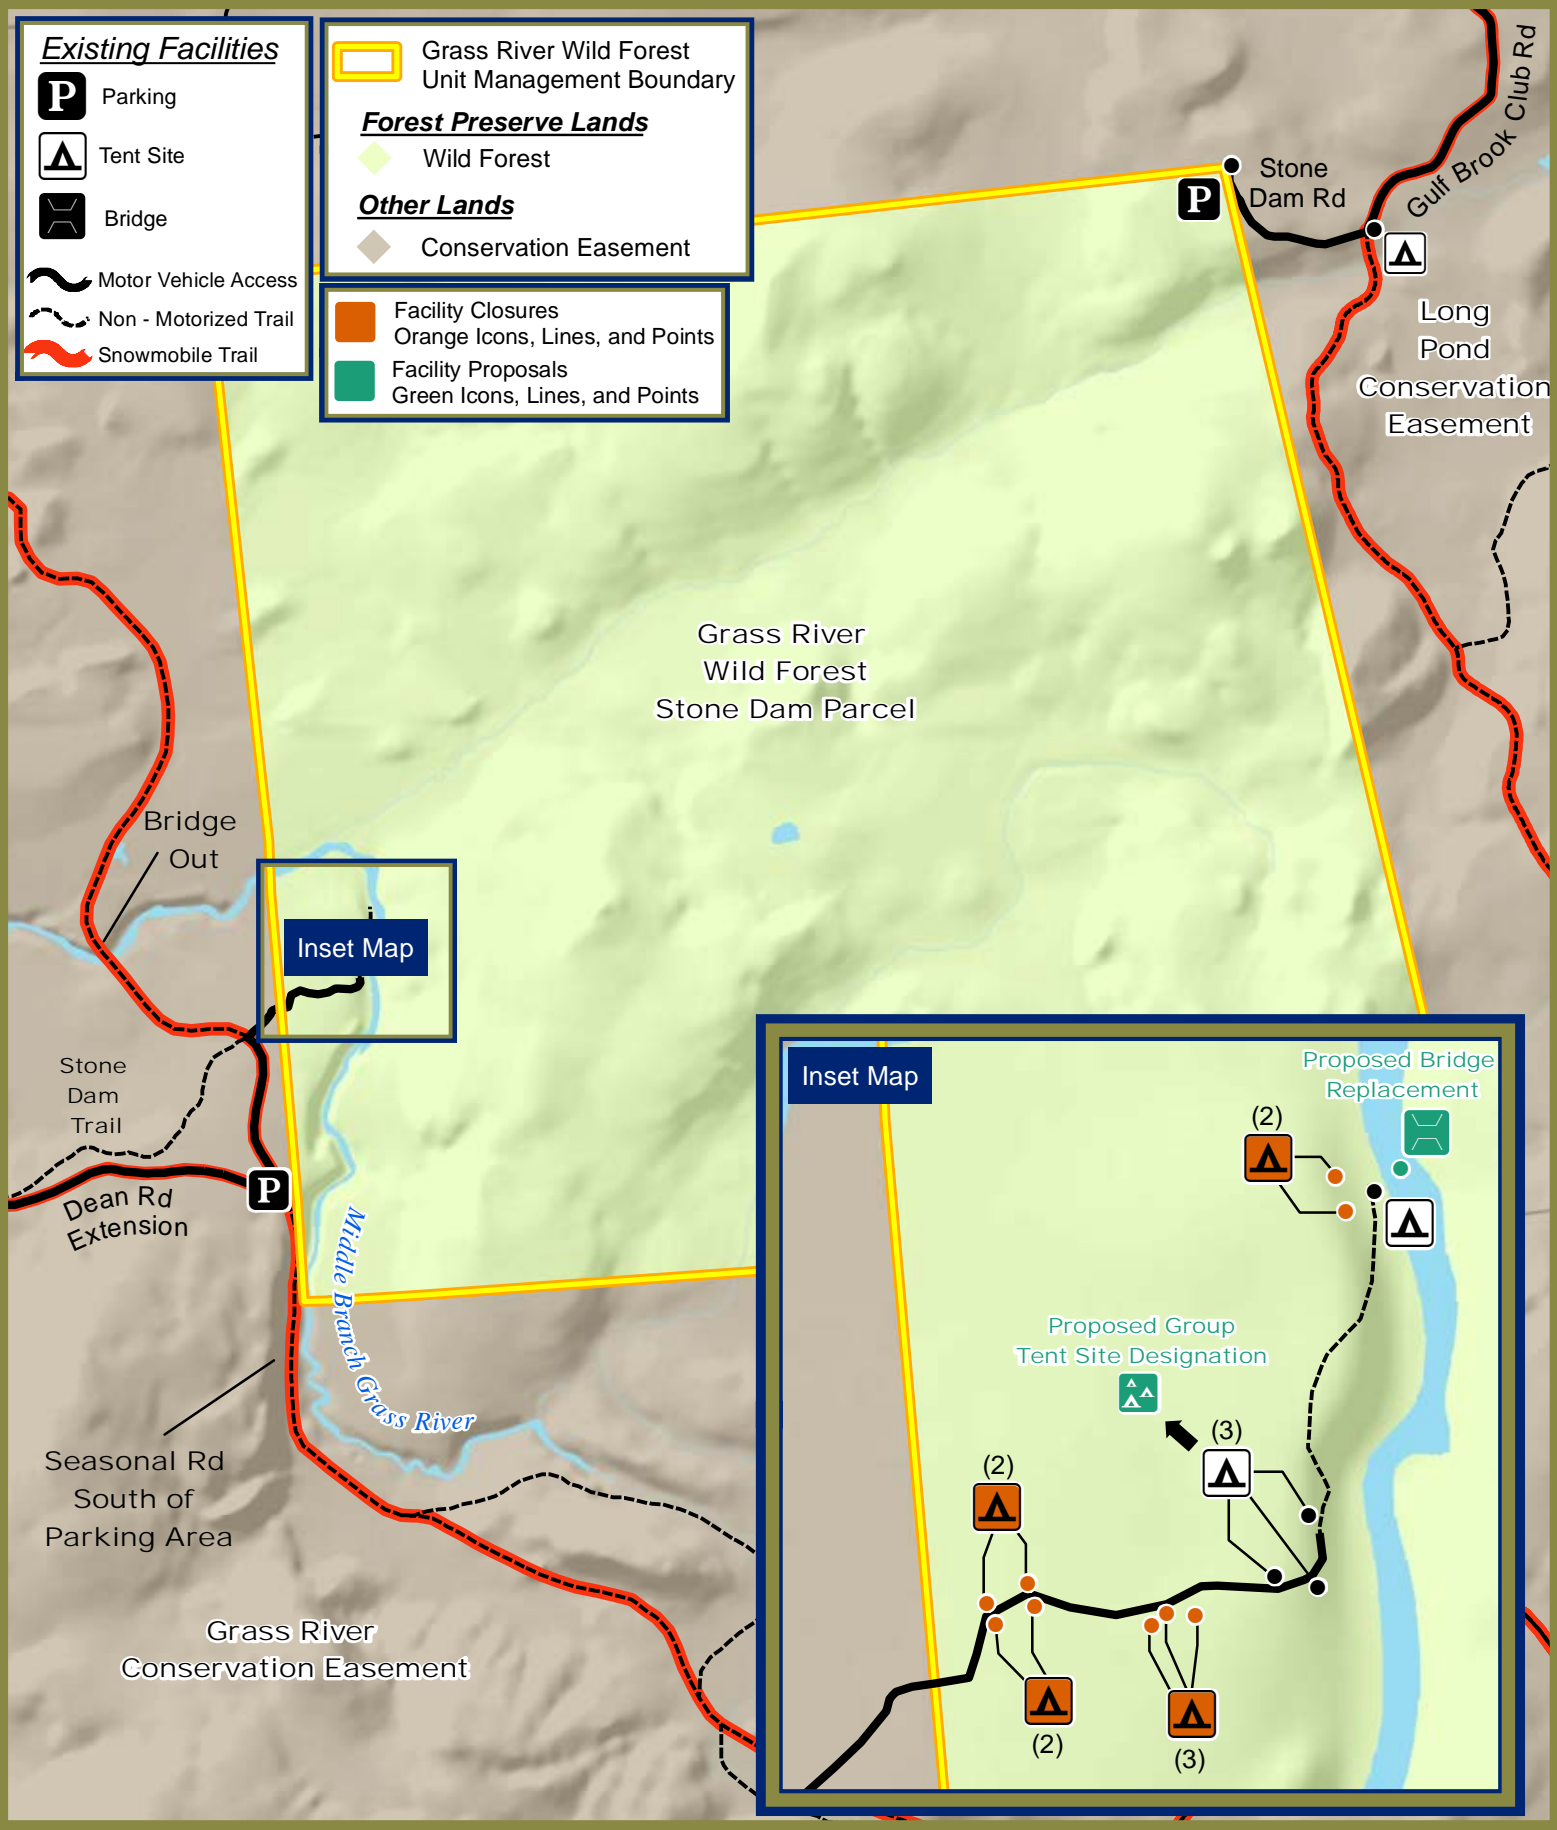 Existing Facilities
P
Parking
Tent Site
Bridge
Motor Vehicle Access
Non - Motorized Trail
Snowmobile Trail
Grass River Wild Forest
Unit Management Boundary
Forest Preserve Lands
Wild Forest
Other Lands
Conservation Easement
Facility Closures
Orange Icons, Lines, and Points
Facility Proposals
Green Icons, Lines, and Points
Gulf Brook Club Rd
Stone
Dam Rd
P
Long
Pond
Conservation
Easement
Grass River
Wild Forest
Stone Dam Parcel
Bridge
Out
Inset Map
Stone
Dam
Trail
P
Dean Rd
Extension
Middle Branch Grass River
Seasonal Rd
South of
Parking Area
Grass River
Conservation Easement
Inset Map
Proposed Bridge
Replacement
(2)
Proposed Group
Tent Site Designation
(3)
(2)
(2)
(3)